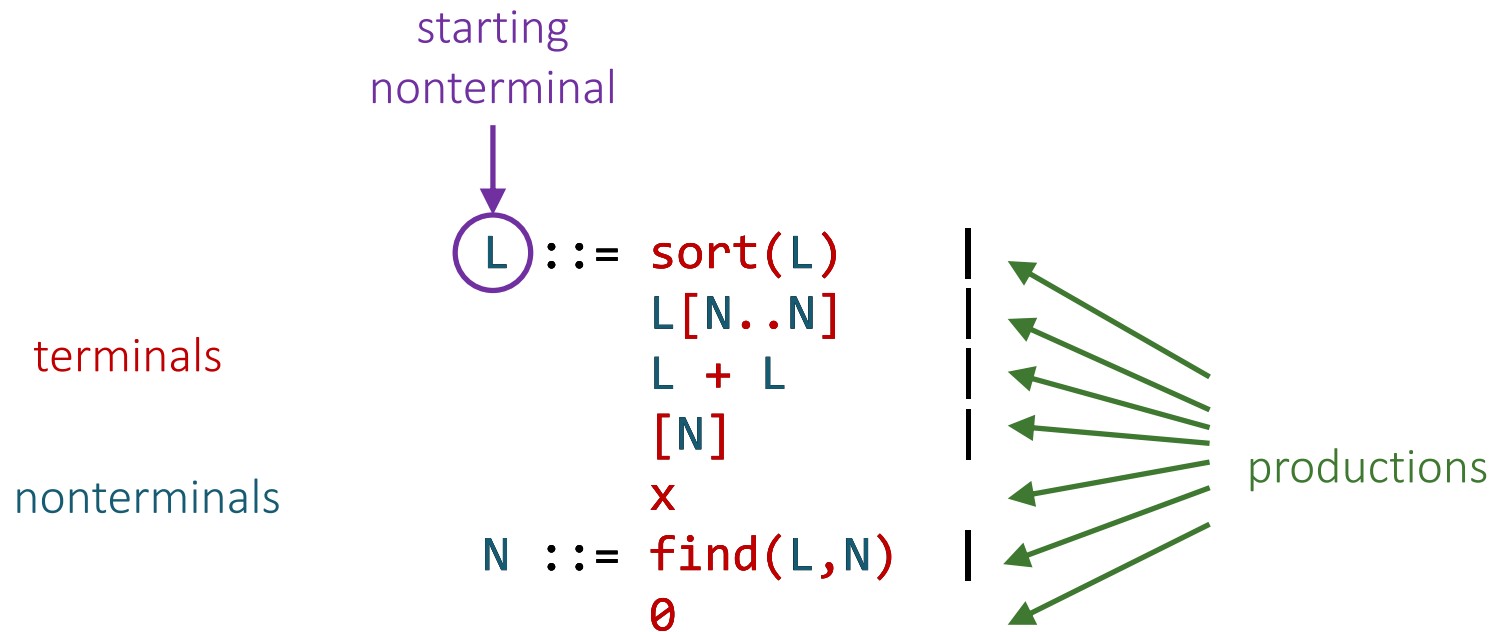 starting
nonterminal
L ::= sort(L) |
L[N..N] |
terminals
L + L |
[N] |
productions
nonterminals
x
N ::= find(L,N) |
0